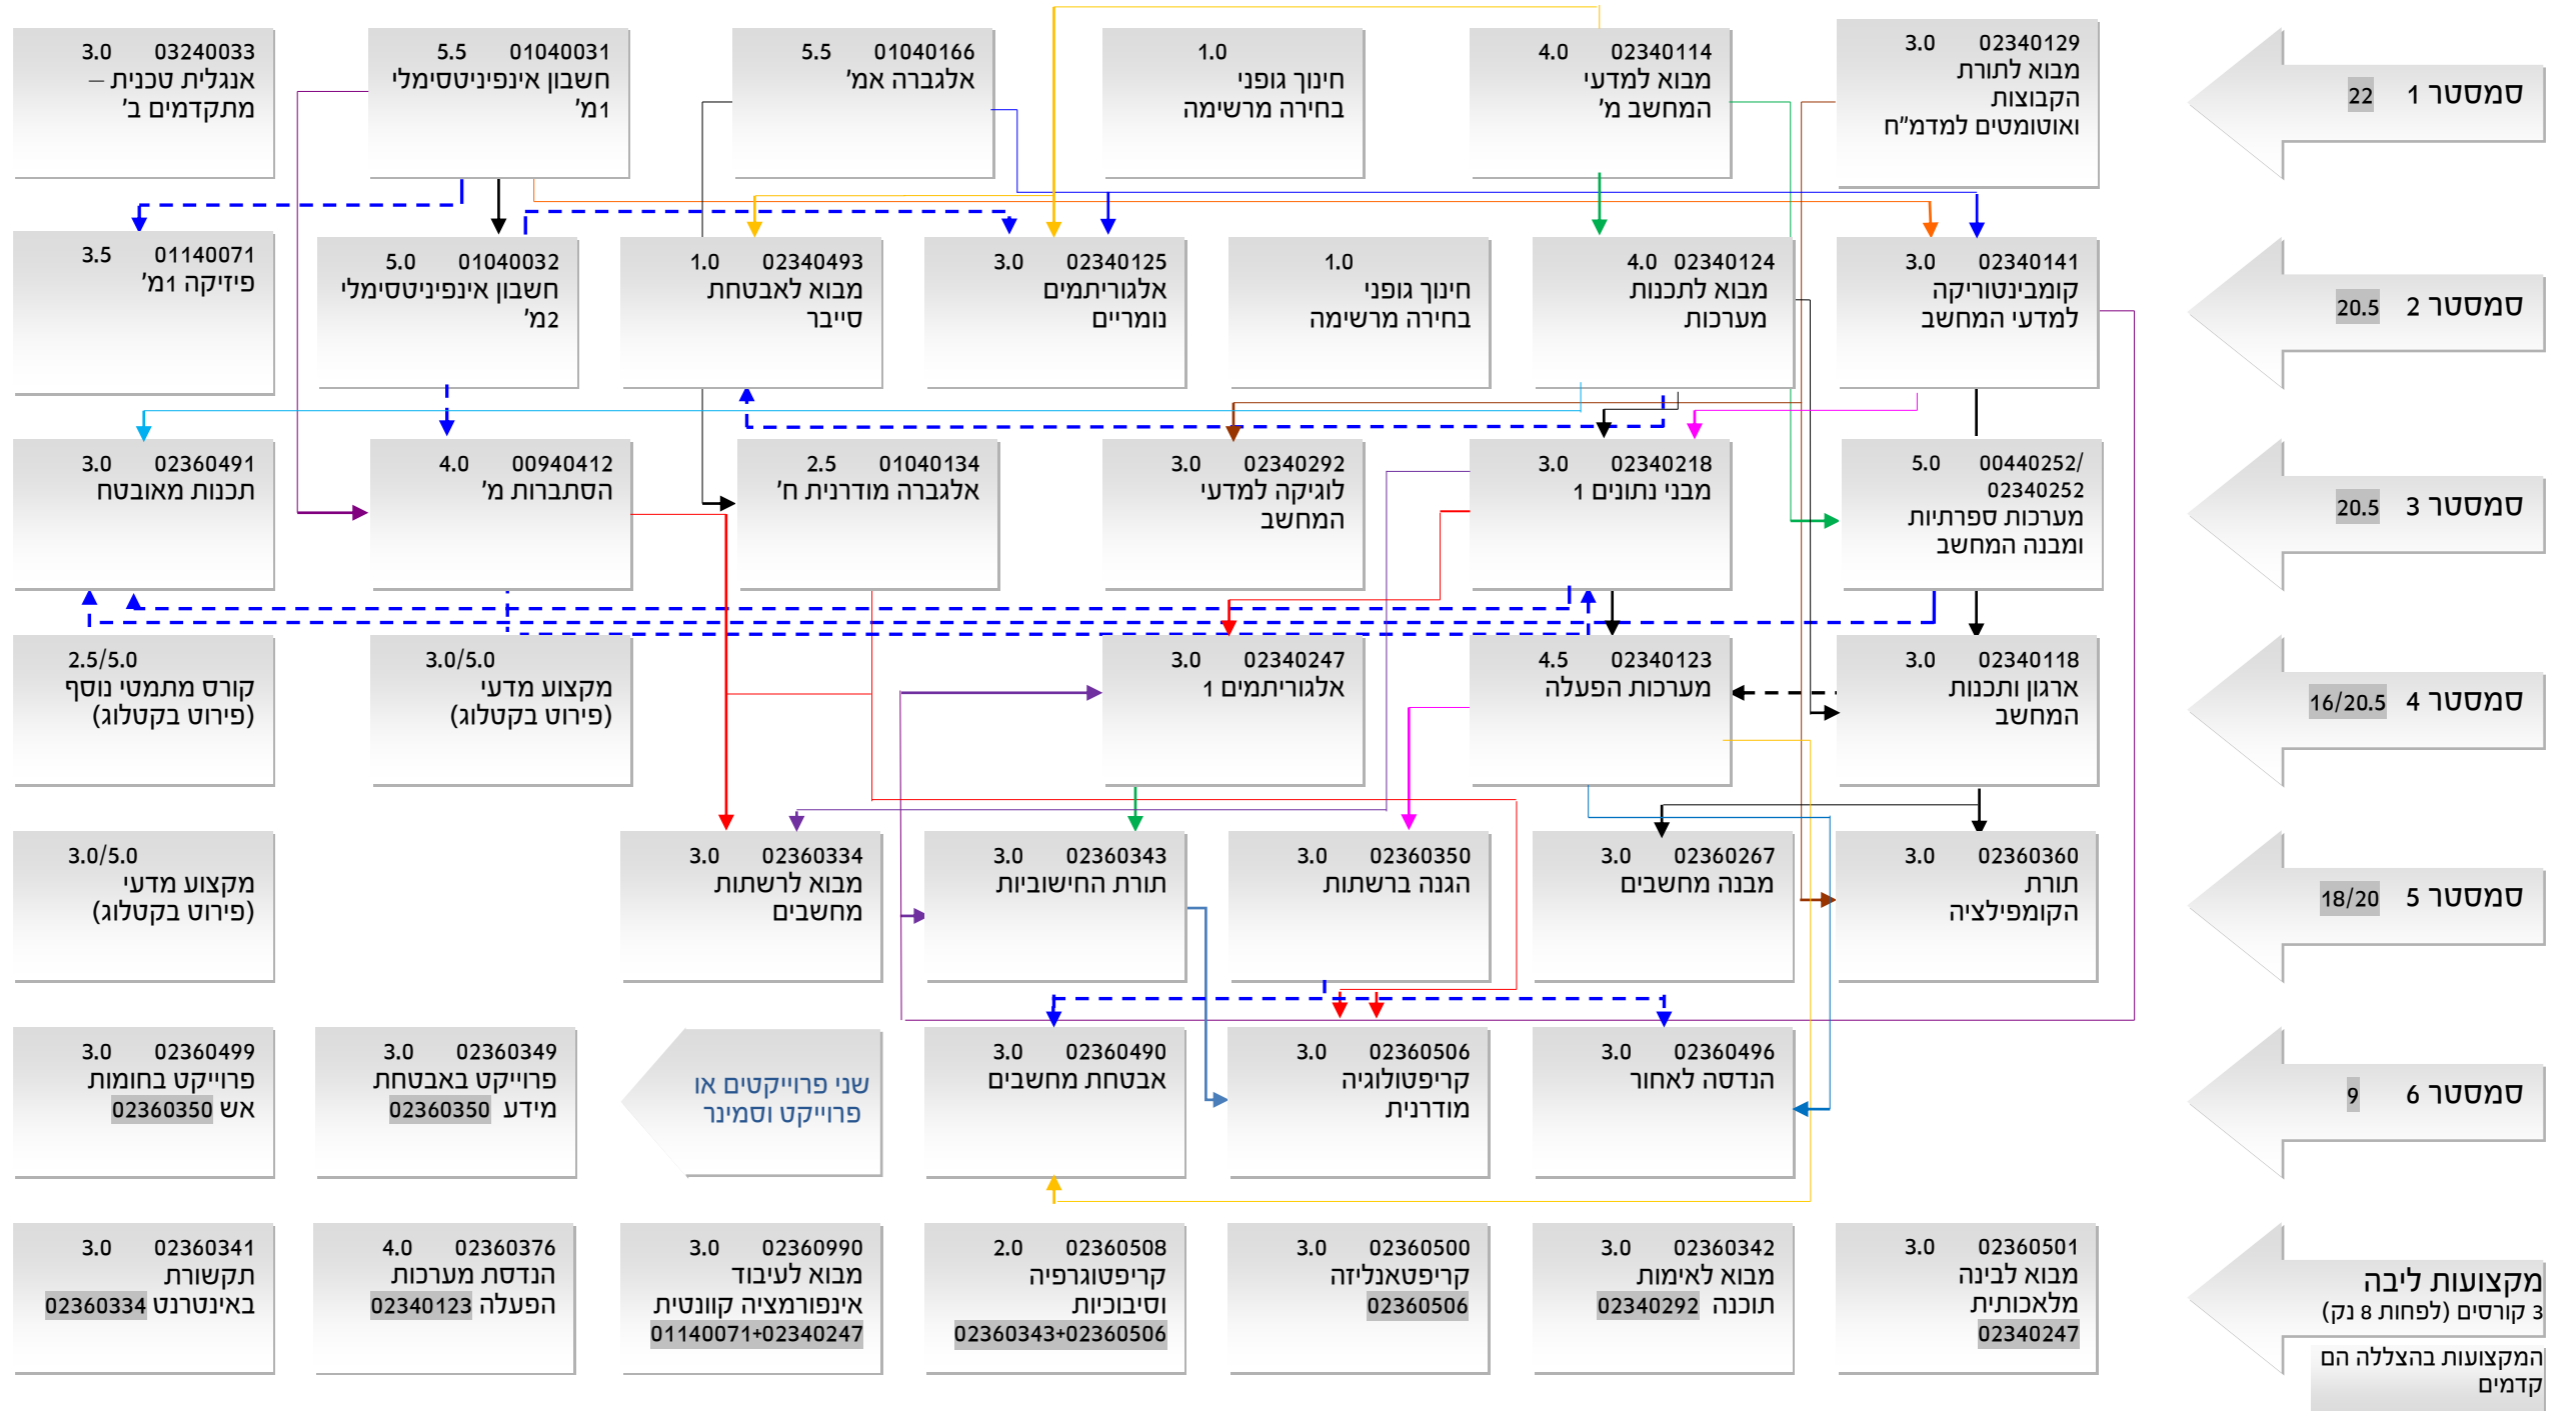 סמסטר 1 22
02340129 3.0
מבוא לתורת
הקבוצות
ואוטומטים למדמ"ח
02340114 4.0
מבוא למדעי
המחשב מ'
1.0
חינוך גופני
בחירה מרשימה
01040166 5.5
אלגברה אמ'
01040031 5.5
חשבון אינפיניטסימלי
1מ'
03240033 3.0
אנגלית טכנית –
מתקדמים ב'
סמסטר 2 20.5
02340141 3.0
קומבינטוריקה
למדעי המחשב
02340124 4.0
מבוא לתכנות
מערכות
1.0
חינוך גופני
בחירה מרשימה
02340125 3.0
אלגוריתמים
נומריים
02340493 1.0
מבוא לאבטחת
סייבר
01040032 5.0
חשבון אינפיניטסימלי
2מ'
01140071 3.5
פיזיקה 1מ'
סמסטר 3 20.5
00440252/ 5.0
02340252
מערכות ספרתיות
ומבנה המחשב
02340218 3.0
מבני נתונים 1
02340292 3.0
לוגיקה למדעי
המחשב
01040134 2.5
אלגברה מודרנית ח'
00940412 4.0
הסתברות מ'
02360491 3.0
תכנות מאובטח
סמסטר 4 16/20.5
02340118 3.0
ארגון ותכנות
המחשב
02340123 4.5
מערכות הפעלה
02340247 3.0
אלגוריתמים 1
3.0/5.0
מקצוע מדעי
(פירוט בקטלוג)
2.5/5.0
קורס מתמטי נוסף
(פירוט בקטלוג)
סמסטר 5 18/20
02360360 3.0
תורת
הקומפילציה
02360267 3.0
מבנה מחשבים
02360350 3.0
הגנה ברשתות
02360343 3.0
תורת החישוביות
02360334 3.0
מבוא לרשתות
מחשבים
3.0/5.0
מקצוע מדעי
(פירוט בקטלוג)
סמסטר 6 9
02360496 3.0
הנדסה לאחור
02360506 3.0
קריפטולוגיה
מודרנית
02360490 3.0
אבטחת מחשבים
שני פרוייקטים או
פרוייקט וסמינר
02360349 3.0
פרוייקט באבטחת
מידע 02360350
02360499 3.0
פרוייקט בחומות
אש 02360350
מקצועות ליבה
3 קורסים (לפחות 8 נק)
המקצועות בהצללה הם
קדמים
02360501 3.0
מבוא לבינה
מלאכותית
02340247
02360342 3.0
מבוא לאימות
תוכנה 02340292
02360500 3.0
קריפטאנליזה
02360506
02360508 2.0
קריפטוגרפיה
וסיבוכיות
02360343+02360506
02360990 3.0
מבוא לעיבוד
אינפורמציה קוונטית
01140071+02340247
02360376 4.0
הנדסת מערכות
הפעלה 02340123
02360341 3.0
תקשורת
באינטרנט 02360334